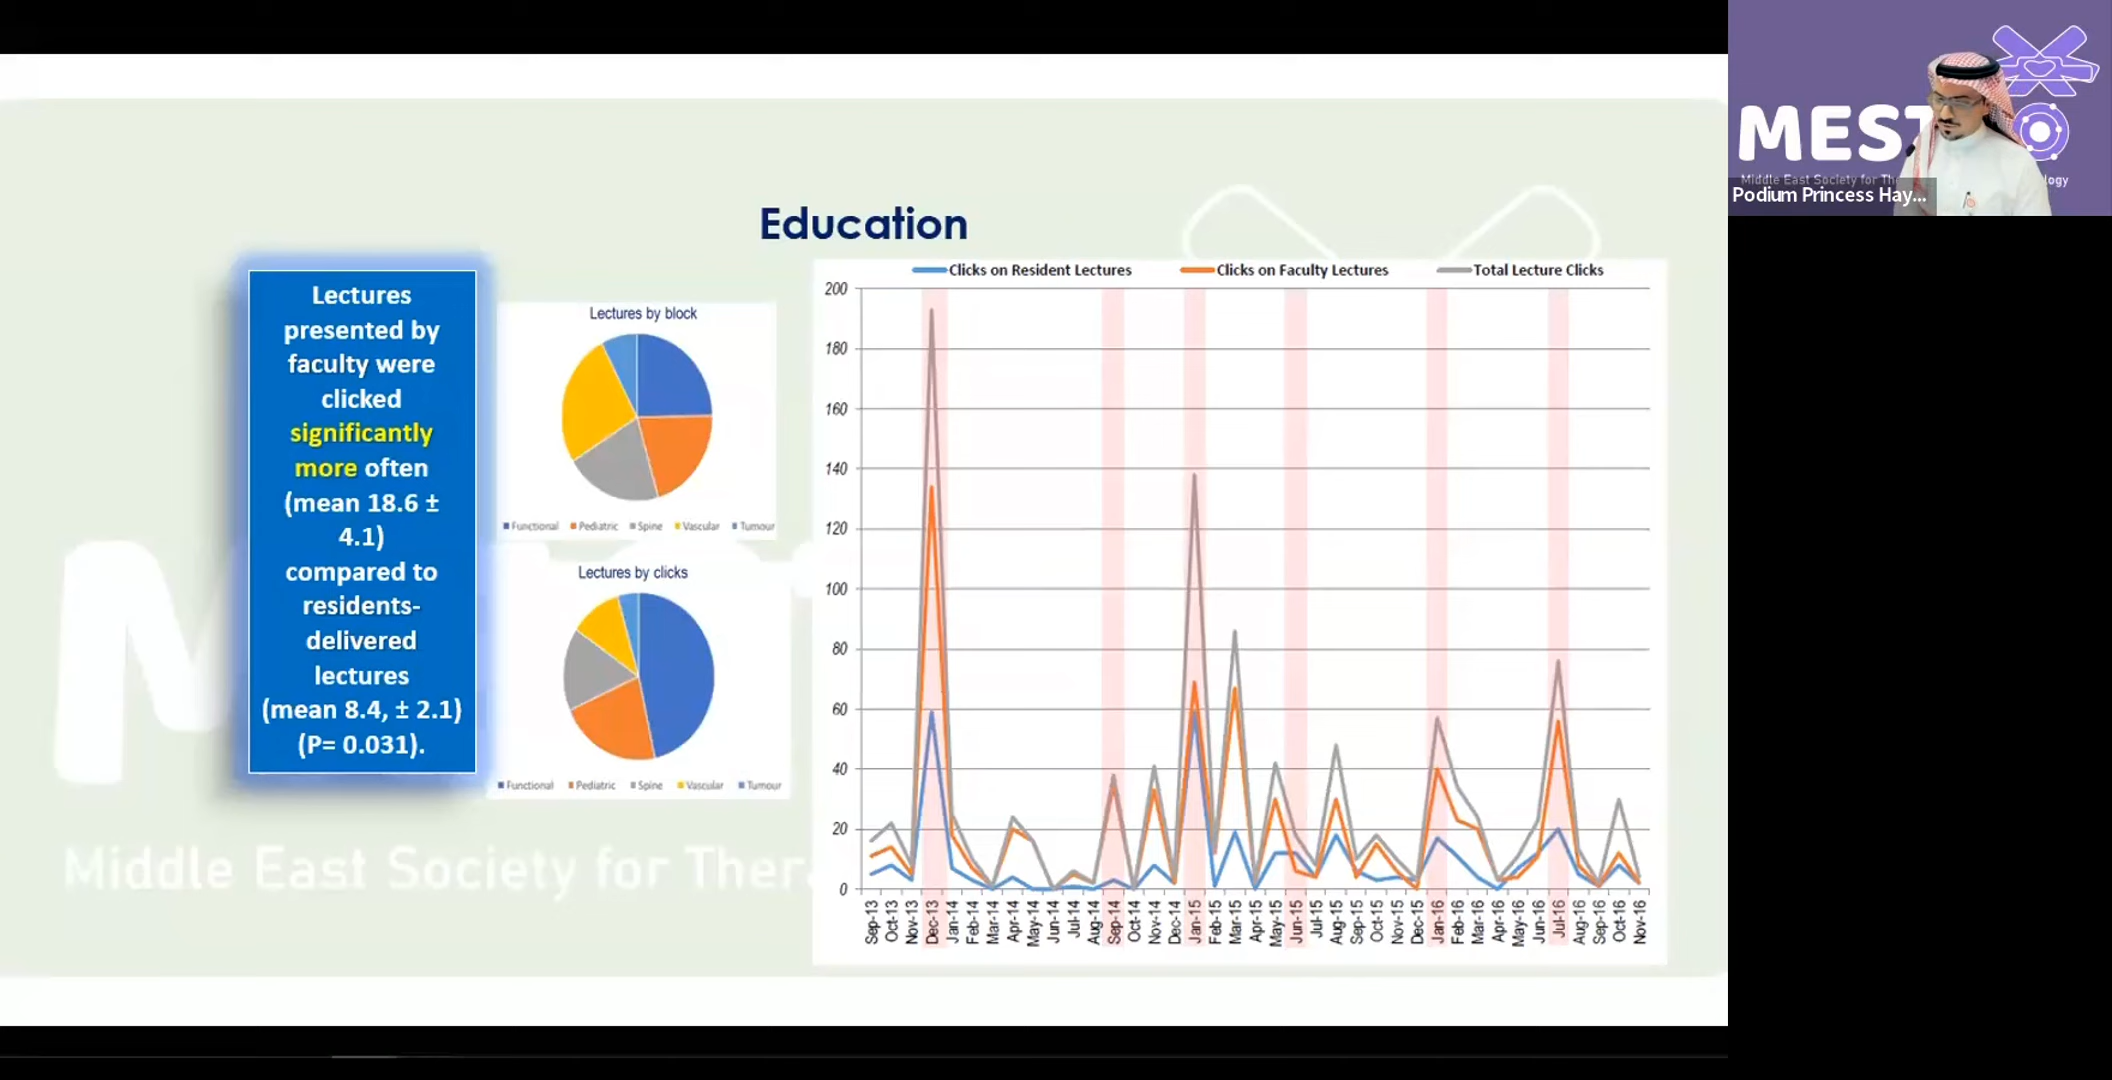 Education
Lectures
presented by
faculty were
clicked
significantly
more often
(mean 18.6 ±
4.1)
compared to
residents-
delivered
lectures
(mean 8.4, ± 2.1)
(P= 0.031).
Lectures by block
Functional Pediatric Spine Vascular Tumour
Lectures by clicks
Functional Pediatric Spine Vascular Tumour
Clicks on Resident Lectures Clicks on Faculty Lectures Total Lecture Clicks
200
180
160
140
120
100
80
60
40
20
0
Sep-13 Oct-13 Nov-13 Dec-13 Jan-14 Feb-14 Mar-14 Apr-14 May-14 Jun-14 Jul-14 Aug-14 Sep-14 Oct-14 Nov-14 Dec-14 Jan-15 Feb-15 Mar-15 Apr-15 May-15 Jun-15 Jul-15 Aug-15 Sep-15 Oct-15 Nov-15 Dec-15 Jan-16 Feb-16 Mar-16 Apr-16 May-16 Jun-16 Jul-16 Aug-16 Sep-16 Oct-16 Nov-16
Middle East Society for Thera
MEST
Middle East Society for The logy
Podium Princess Hay...